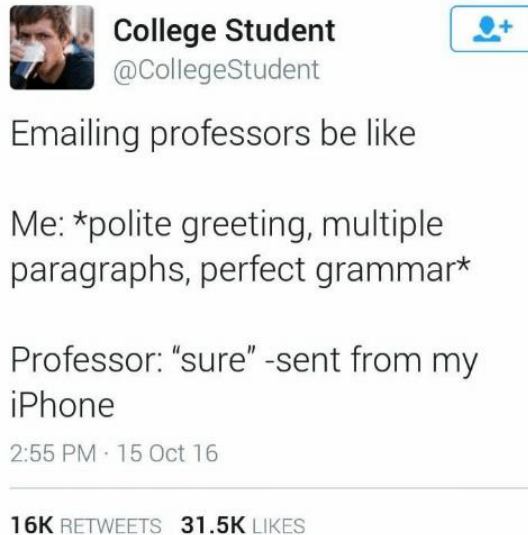 College Student
@CollegeStudent
Emailing professors be like
Me: *polite greeting, multiple
paragraphs, perfect grammar*
Professor: “sure” -sent from my
iPhone
2:55 PM · 15 Oct 16
16K RETWEETS 31.5K LIKES